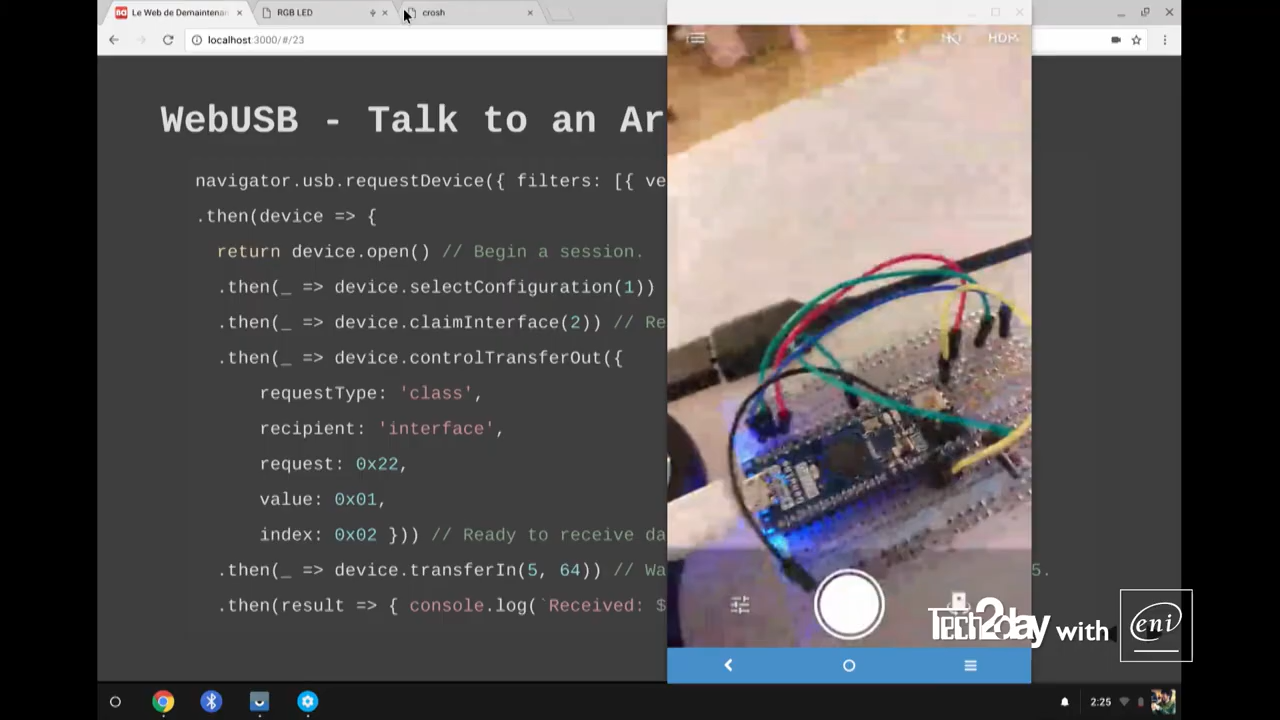 Le Web de Demaintenan
RGB LED
crosh
localhost:3000/#/23
HQ
HDR
WebUSB - Talk to an Ar
navigator.usb.requestDevice({ filters: [{ ve
.then(device => {
return device.open() // Begin a session.
.then(_ => device.selectConfiguration(1))
.then(_ => device.claimInterface(2)) // Re
.then(_ => device.controlTransferOut({
requestType: 'class',
recipient: 'interface',
request: 0x22,
value: 0x01,
index: 0x02 })) // Ready to receive da
.then(_ => device.transferIn(5, 64)) // Wa 5.
.then(result => { console.log(`Received: $
Tech2day with eni
2:25